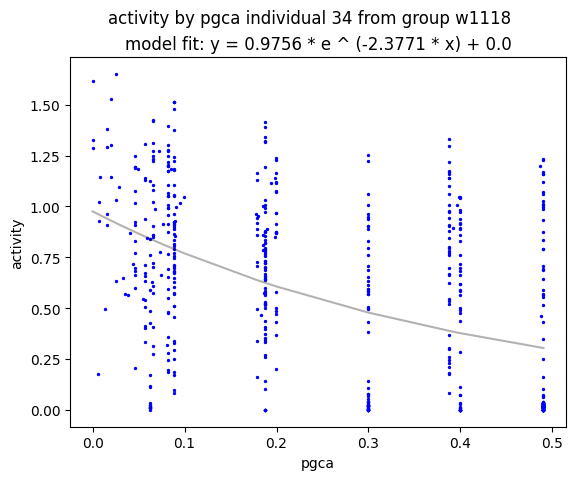 activity by pgca individual 34 from group w1118
model fit: y = 0.9756 * e ^ (-2.3771 * x) + 0.0
activity
1.50
1.25
1.00
0.75
0.50
0.25
0.00
0.0 0.1 0.2 0.3 0.4 0.5
pgca